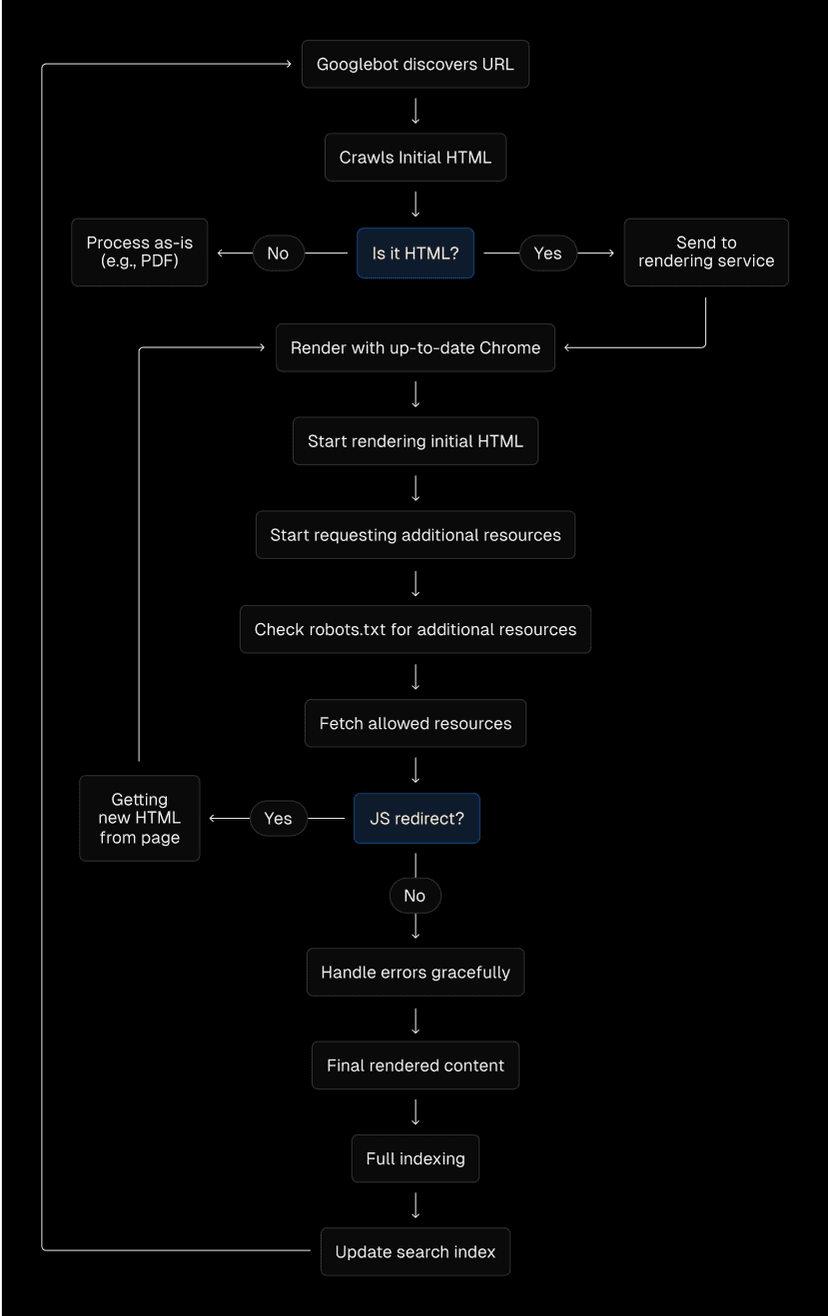 Googlebot discovers URL
Crawls Initial HTML
Process as-is
(e.g., PDF)
No
Is it HTML?
Yes
Send to
rendering service
Render with up-to-date Chrome
Start rendering initial HTML
Start requesting additional resources
Check robots.txt for additional resources
Fetch allowed resources
Getting
new HTML
from page
Yes
JS redirect?
No
Handle errors gracefully
Final rendered content
Full indexing
Update search index